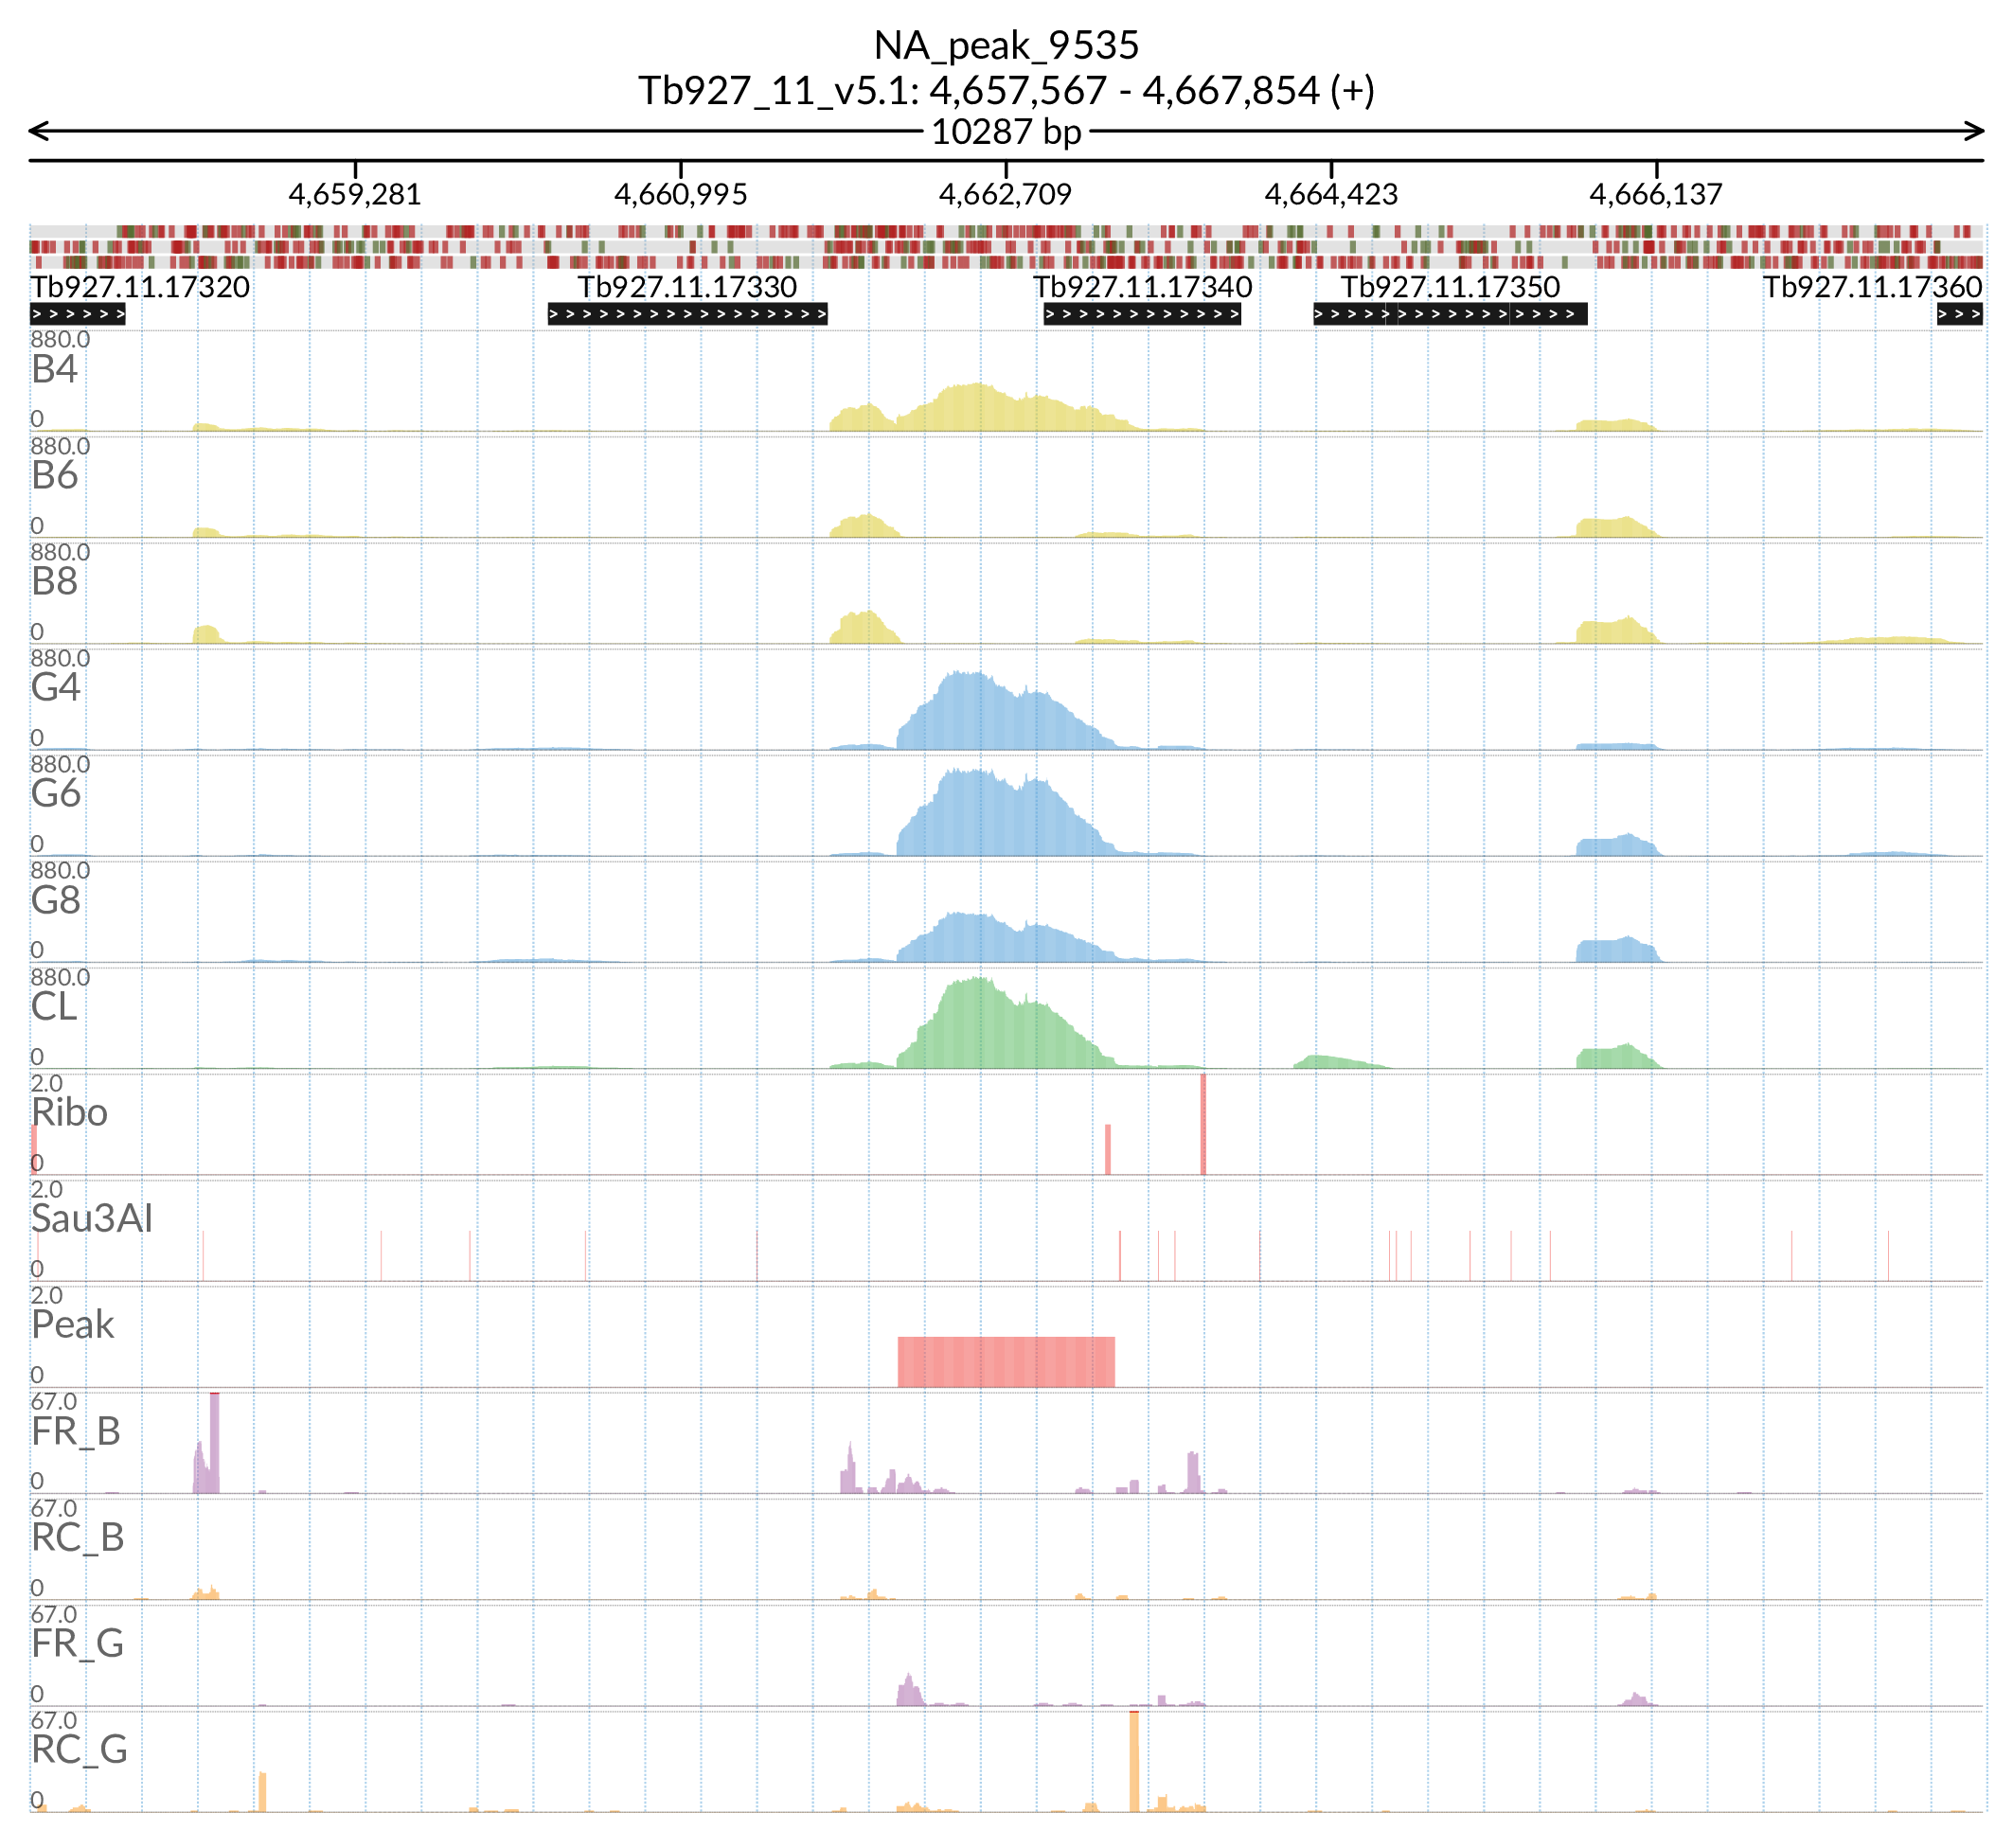 NA_peak_9535
Tb927_11_v5.1: 4,657,567 - 4,667,854 (+)
10287 bp
4,659,281 4,660,995 4,662,709 4,664,423 4,666,137
Tb927.11.17320 Tb927.11.17330 Tb927.11.17340 Tb927.11.17350 Tb927.11.17360
880.0
B4
0
880.0
B6
0
880.0
B8
0
880.0
G4
0
880.0
G6
0
880.0
G8
0
880.0
CL
0
2.0
Ribo
0
2.0
Sau3AI
0
2.0
Peak
0
67.0
FR_B
0
67.0
RC_B
0
67.0
FR_G
0
67.0
RC_G
0